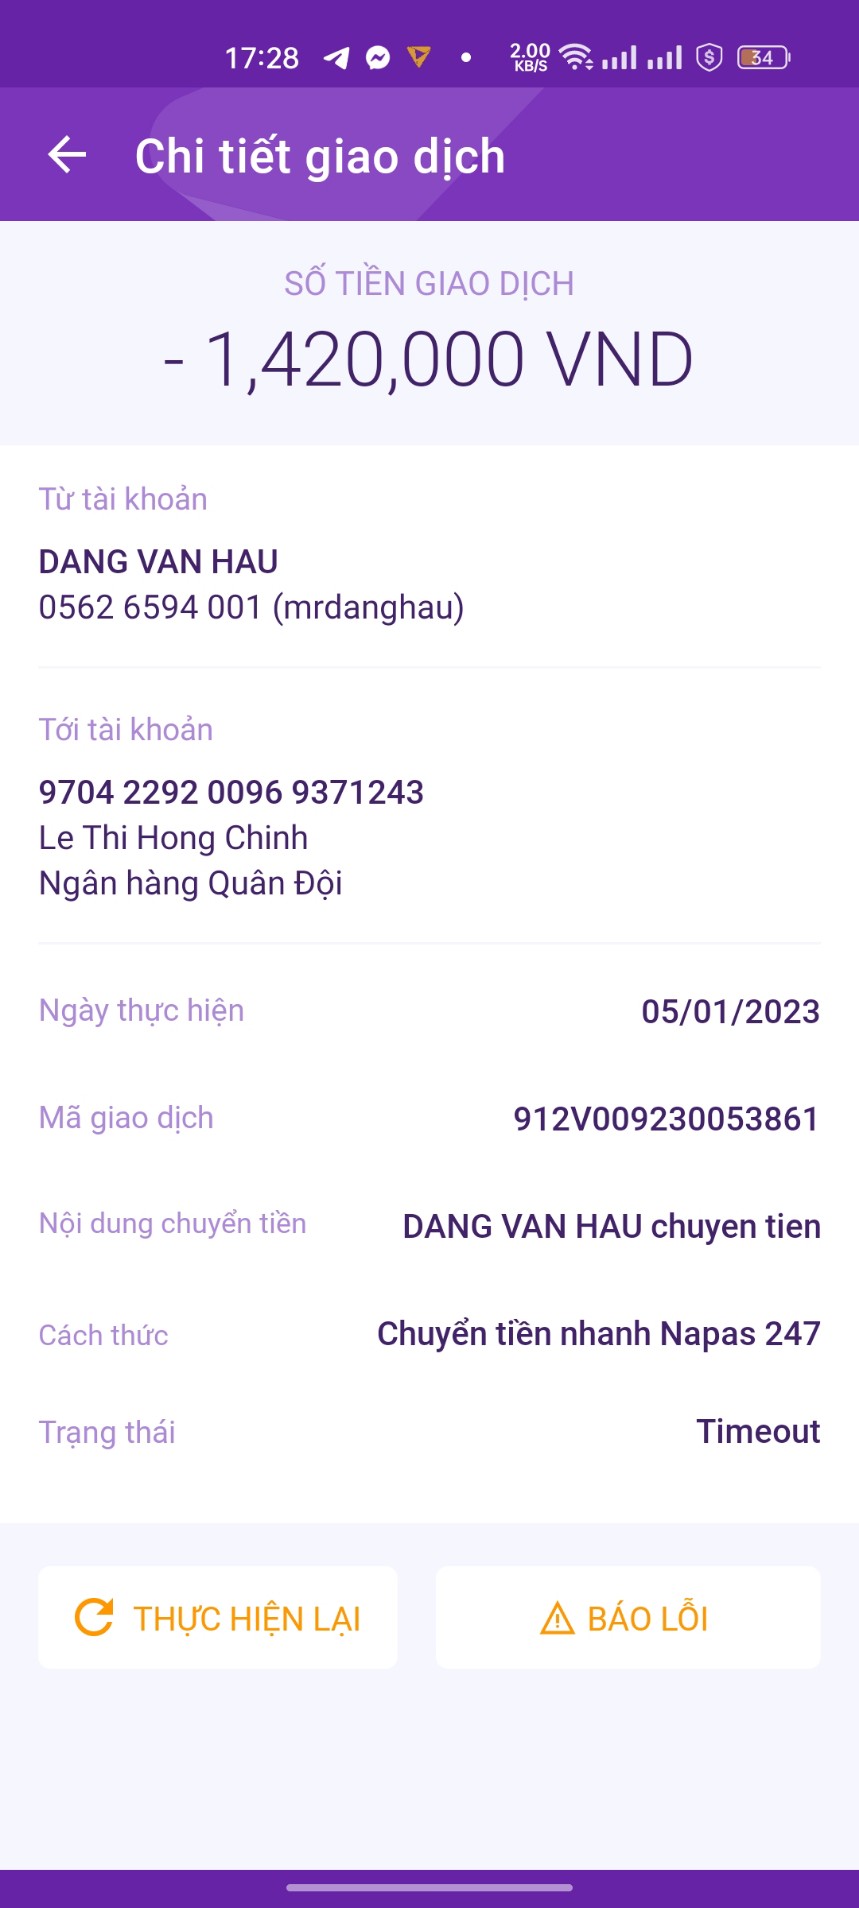 17:28 2.00 KB/S 34
Chi tiết giao dịch
SỐ TIỀN GIAO DỊCH
- 1,420,000 VND
Từ tài khoản
DANG VAN HAU
0562 6594 001 (mrdanghau)
Tới tài khoản
9704 2292 0096 9371243
Le Thi Hong Chinh
Ngân hàng Quân Đội
Ngày thực hiện 05/01/2023
Mã giao dịch 912V009230053861
Nội dung chuyển tiền DANG VAN HAU chuyen tien
Cách thức Chuyển tiền nhanh Napas 247
Trạng thái Timeout
THỰC HIỆN LẠI BÁO LỖI